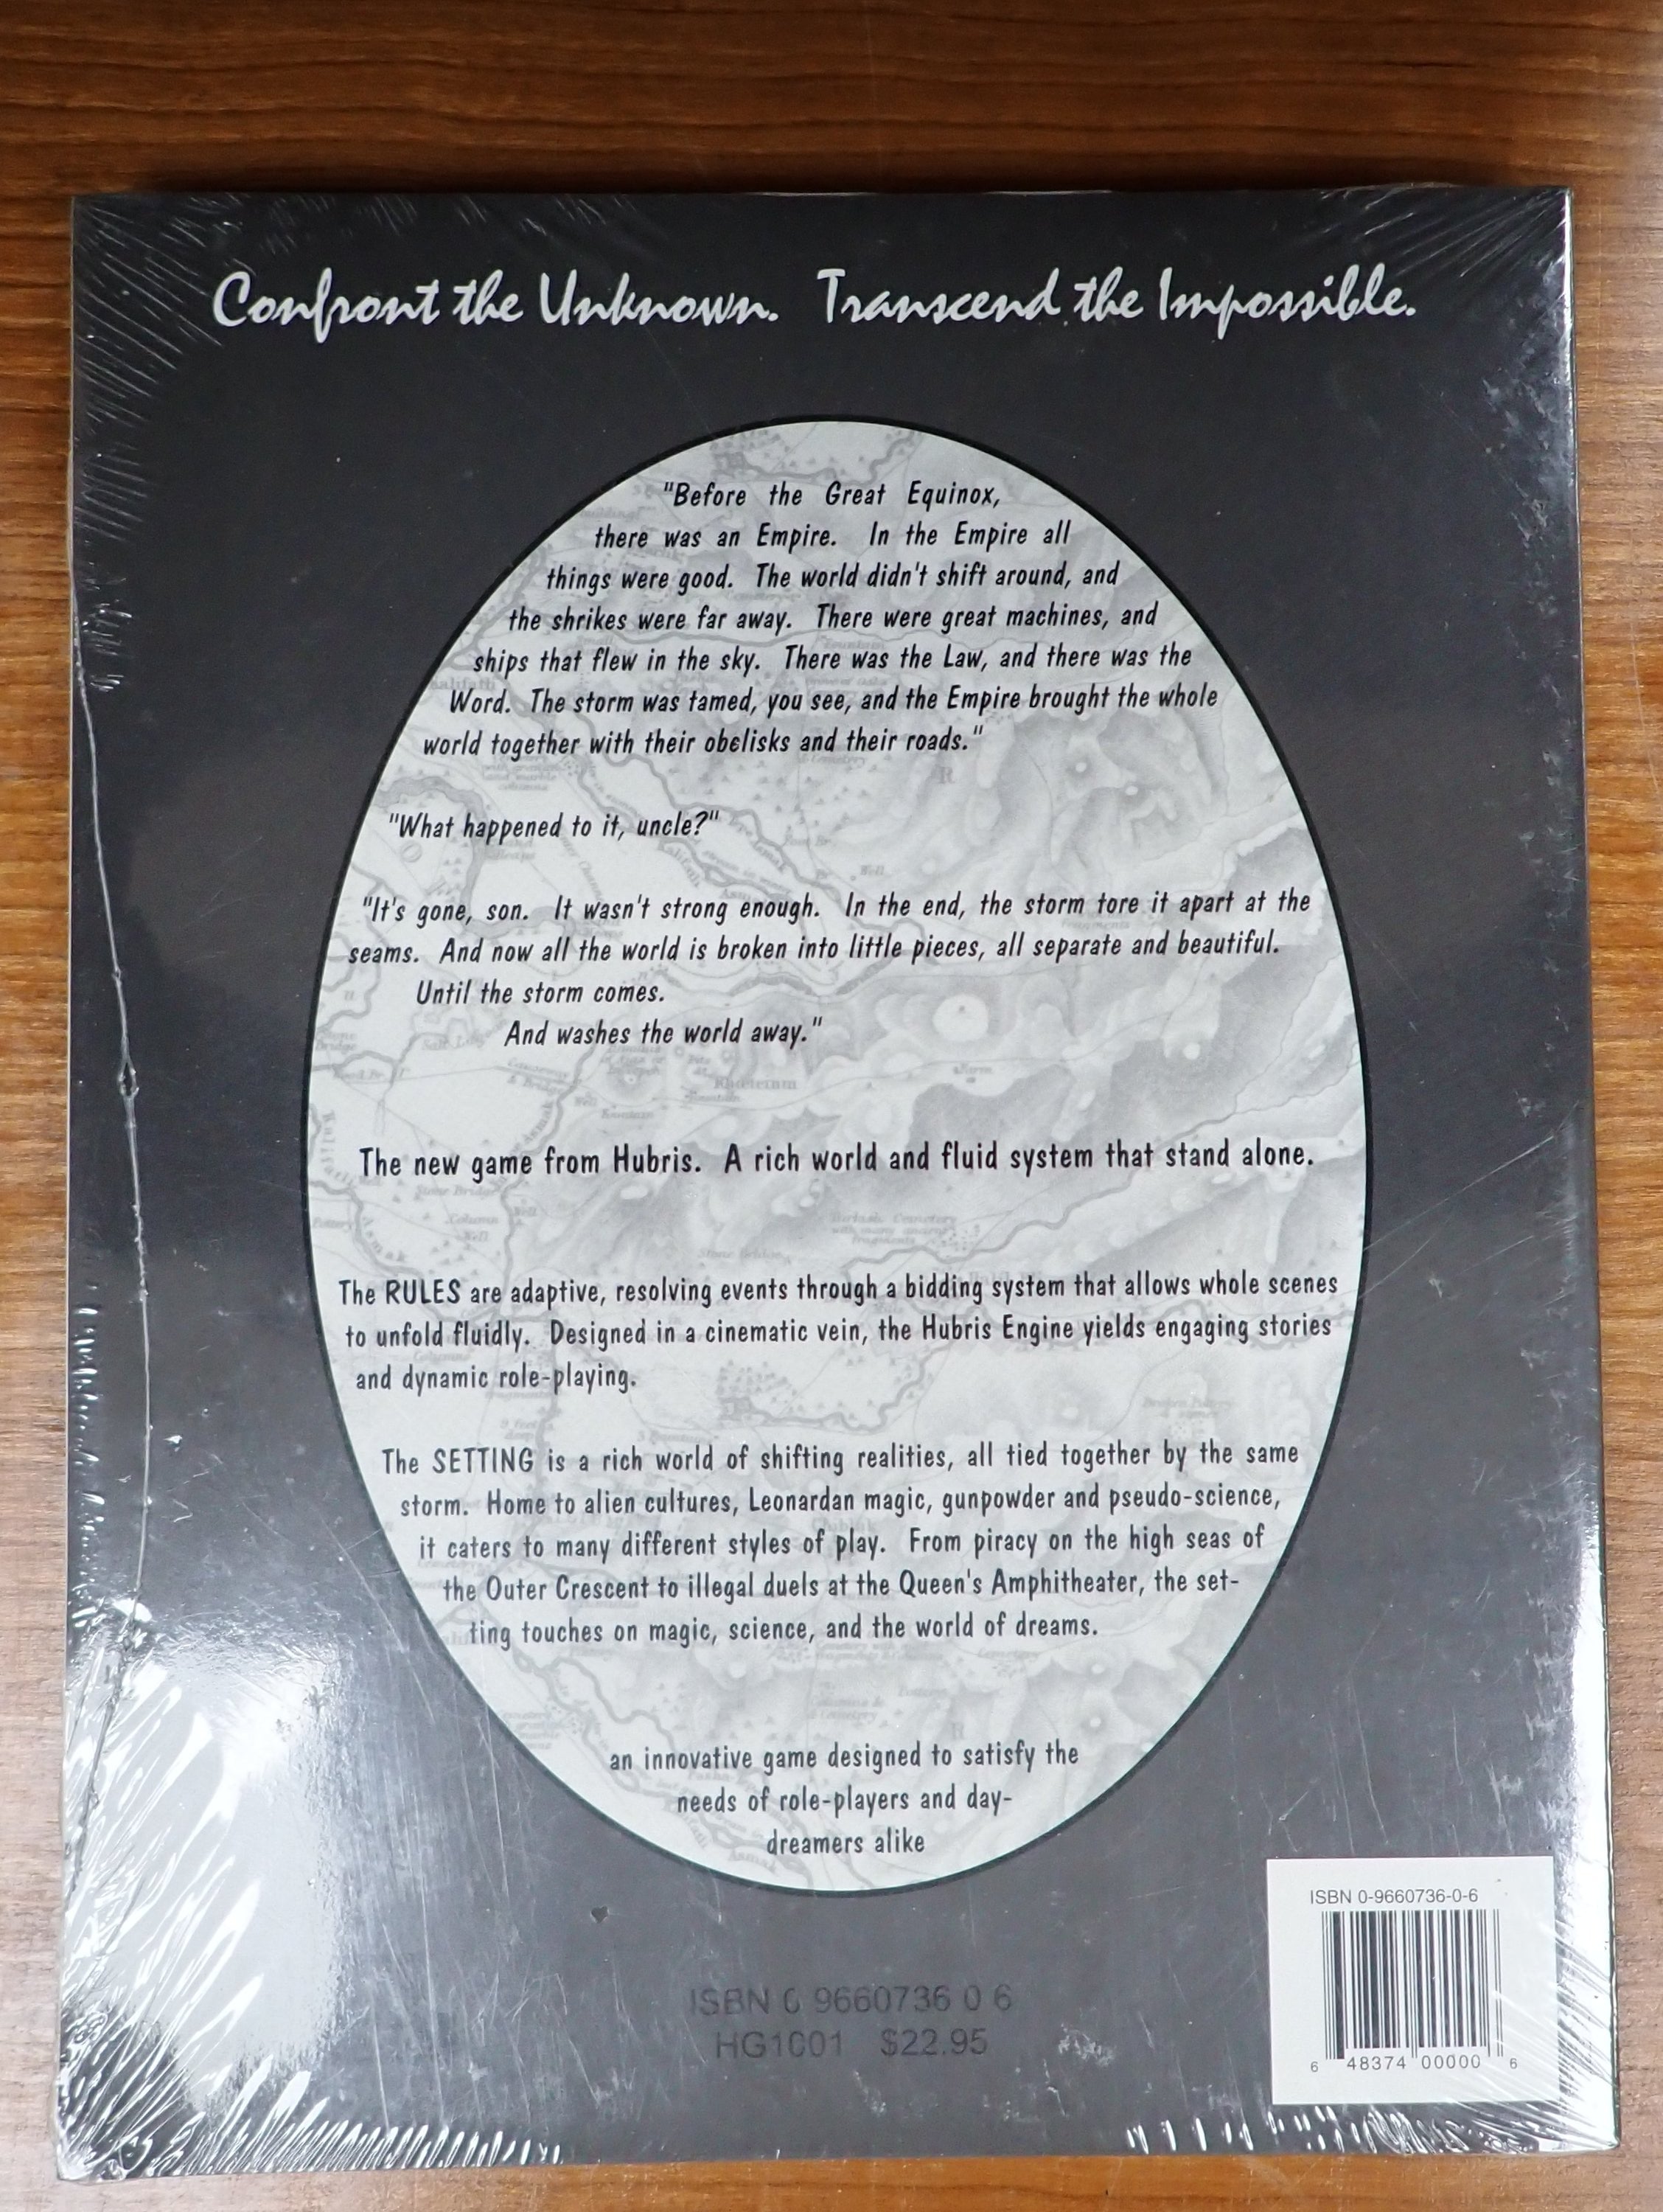 Confront the Unknown. Transcend the Impossible.
"Before the Great Equinox,
there was an Empire. In the Empire all
things were good. The world didn't shift around, and
the shrikes were far away. There were great machines, and
ships that flew in the sky. There was the Law, and there was the
Word. The storm was tamed, you see, and the Empire brought the whole
world together with their obelisks and their roads."
"What happened to it, uncle?"
"It's gone, son. It wasn't strong enough. In the end, the storm tore it apart at the
seams. And now all the world is broken into little pieces, all separate and beautiful.
Until the storm comes.
And washes the world away."
The new game from Hubris. A rich world and fluid system that stand alone.
The RULES are adaptive, resolving events through a bidding system that allows whole scenes
to unfold fluidly. Designed in a cinematic vein, the Hubris Engine yields engaging stories
and dynamic role-playing.
The SETTING is a rich world of shifting realities, all tied together by the same
storm. Home to alien cultures, Leonardan magic, gunpowder and pseudo-science,
it caters to many different styles of play. From piracy on the high seas of
the Outer Crescent to illegal duels at the Queen's Amphitheater, the set-
ting touches on magic, science, and the world of dreams.
an innovative game designed to satisfy the
needs of role-players and day-
dreamers alike
ISBN 0-9660736-0-6
ISBN 0 9660736 0 6
HG1001 $22.95
6 48374 00000 6